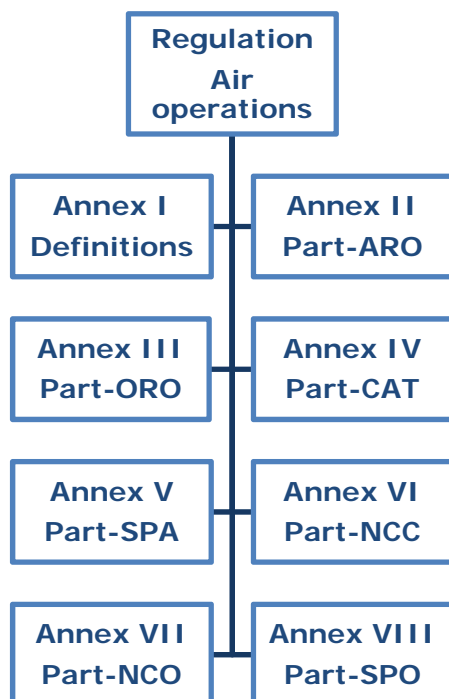 Regulation
Air
operations
Annex I
Definitions
Annex II
Part-ARO
Annex III
Part-ORO
Annex IV
Part-CAT
Annex V
Part-SPA
Annex VI
Part-NCC
Annex VII
Part-NCO
Annex VIII
Part-SPO